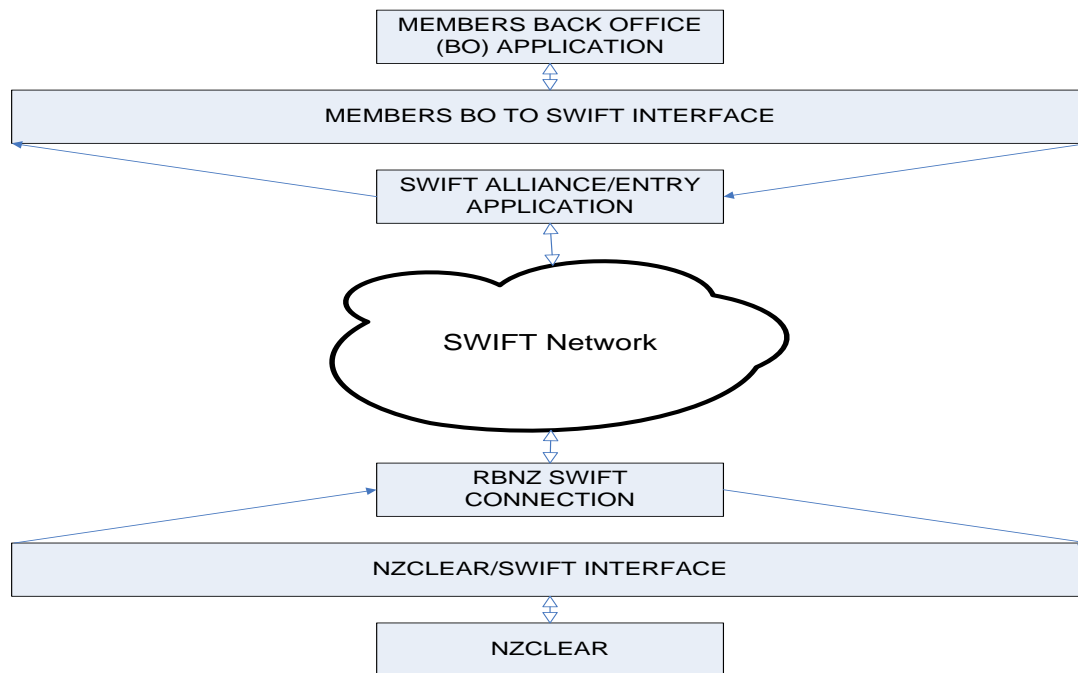 MEMBERS BACK OFFICE
(BO) APPLICATION
MEMBERS BO TO SWIFT INTERFACE
SWIFT ALLIANCE/ENTRY
APPLICATION
SWIFT Network
RBNZ SWIFT
CONNECTION
NZCLEAR/SWIFT INTERFACE
NZCLEAR